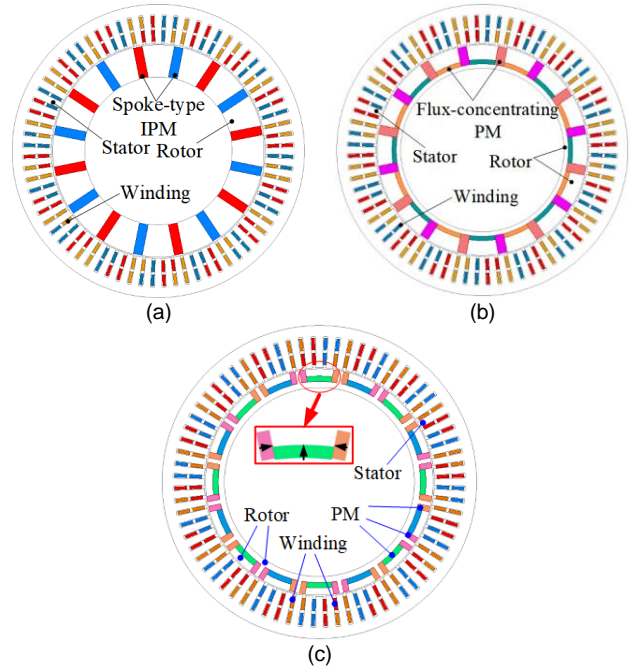 Spoke-type
IPM
Stator Rotor
Winding
(a)
Flux-concentrating
PM
Stator
Rotor
Winding
(b)
Stator
Rotor
PM
Winding
(c)